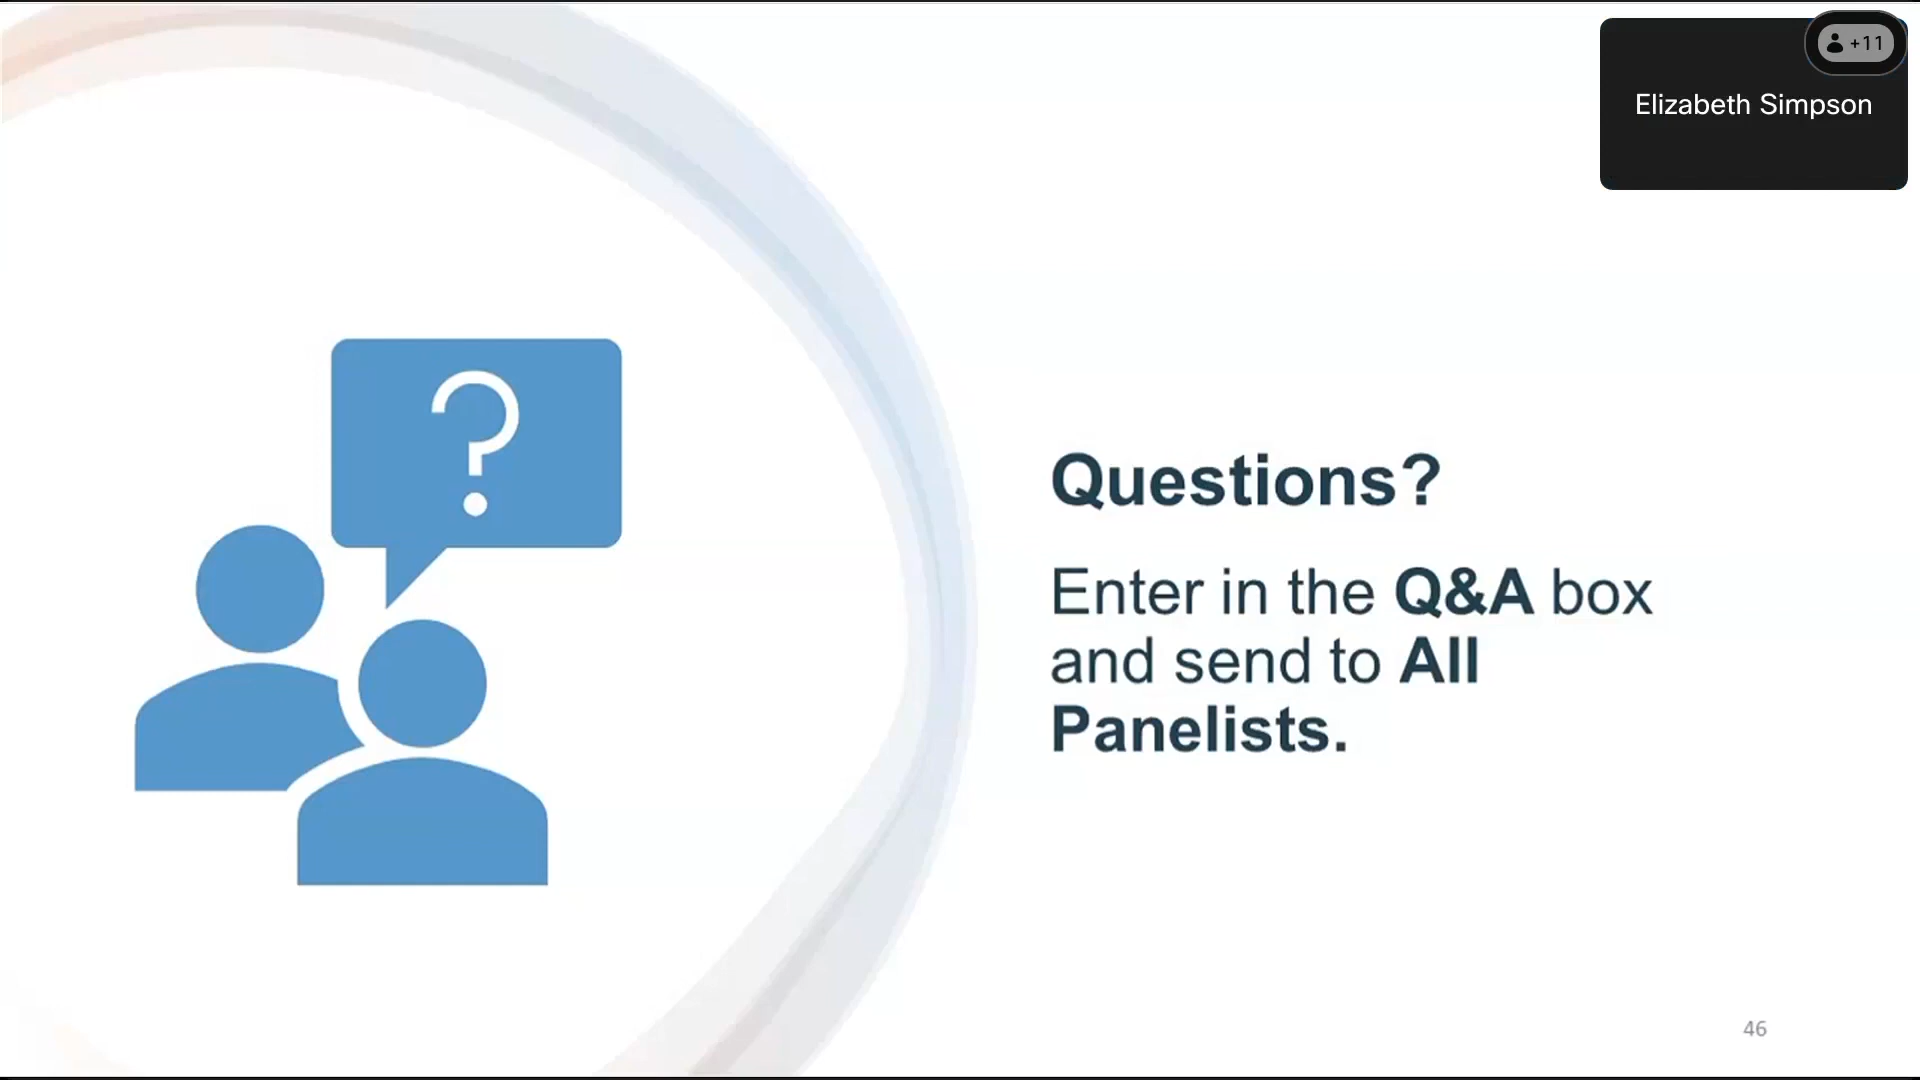 +11
Elizabeth Simpson
?
Questions?
Enter in the Q&A box
and send to All
Panelists.
46